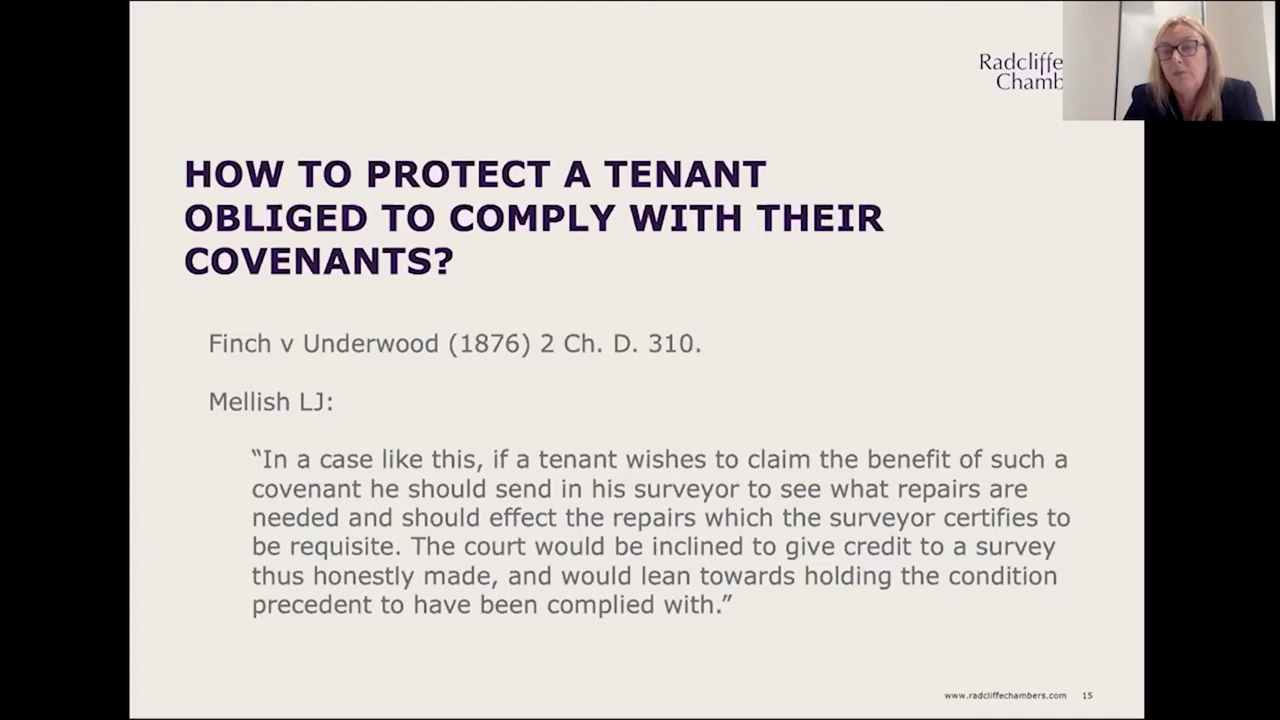 Radcliffe
Chamb
HOW TO PROTECT A TENANT
OBLIGED TO COMPLY WITH THEIR
COVENANTS?
Finch v Underwood (1876) 2 Ch. D. 310.
Mellish LJ:
“In a case like this, if a tenant wishes to claim the benefit of such a
covenant he should send in his surveyor to see what repairs are
needed and should effect the repairs which the surveyor certifies to
be requisite. The court would be inclined to give credit to a survey
thus honestly made, and would lean towards holding the condition
precedent to have been complied with.”
www.radcliffechambers.com 15